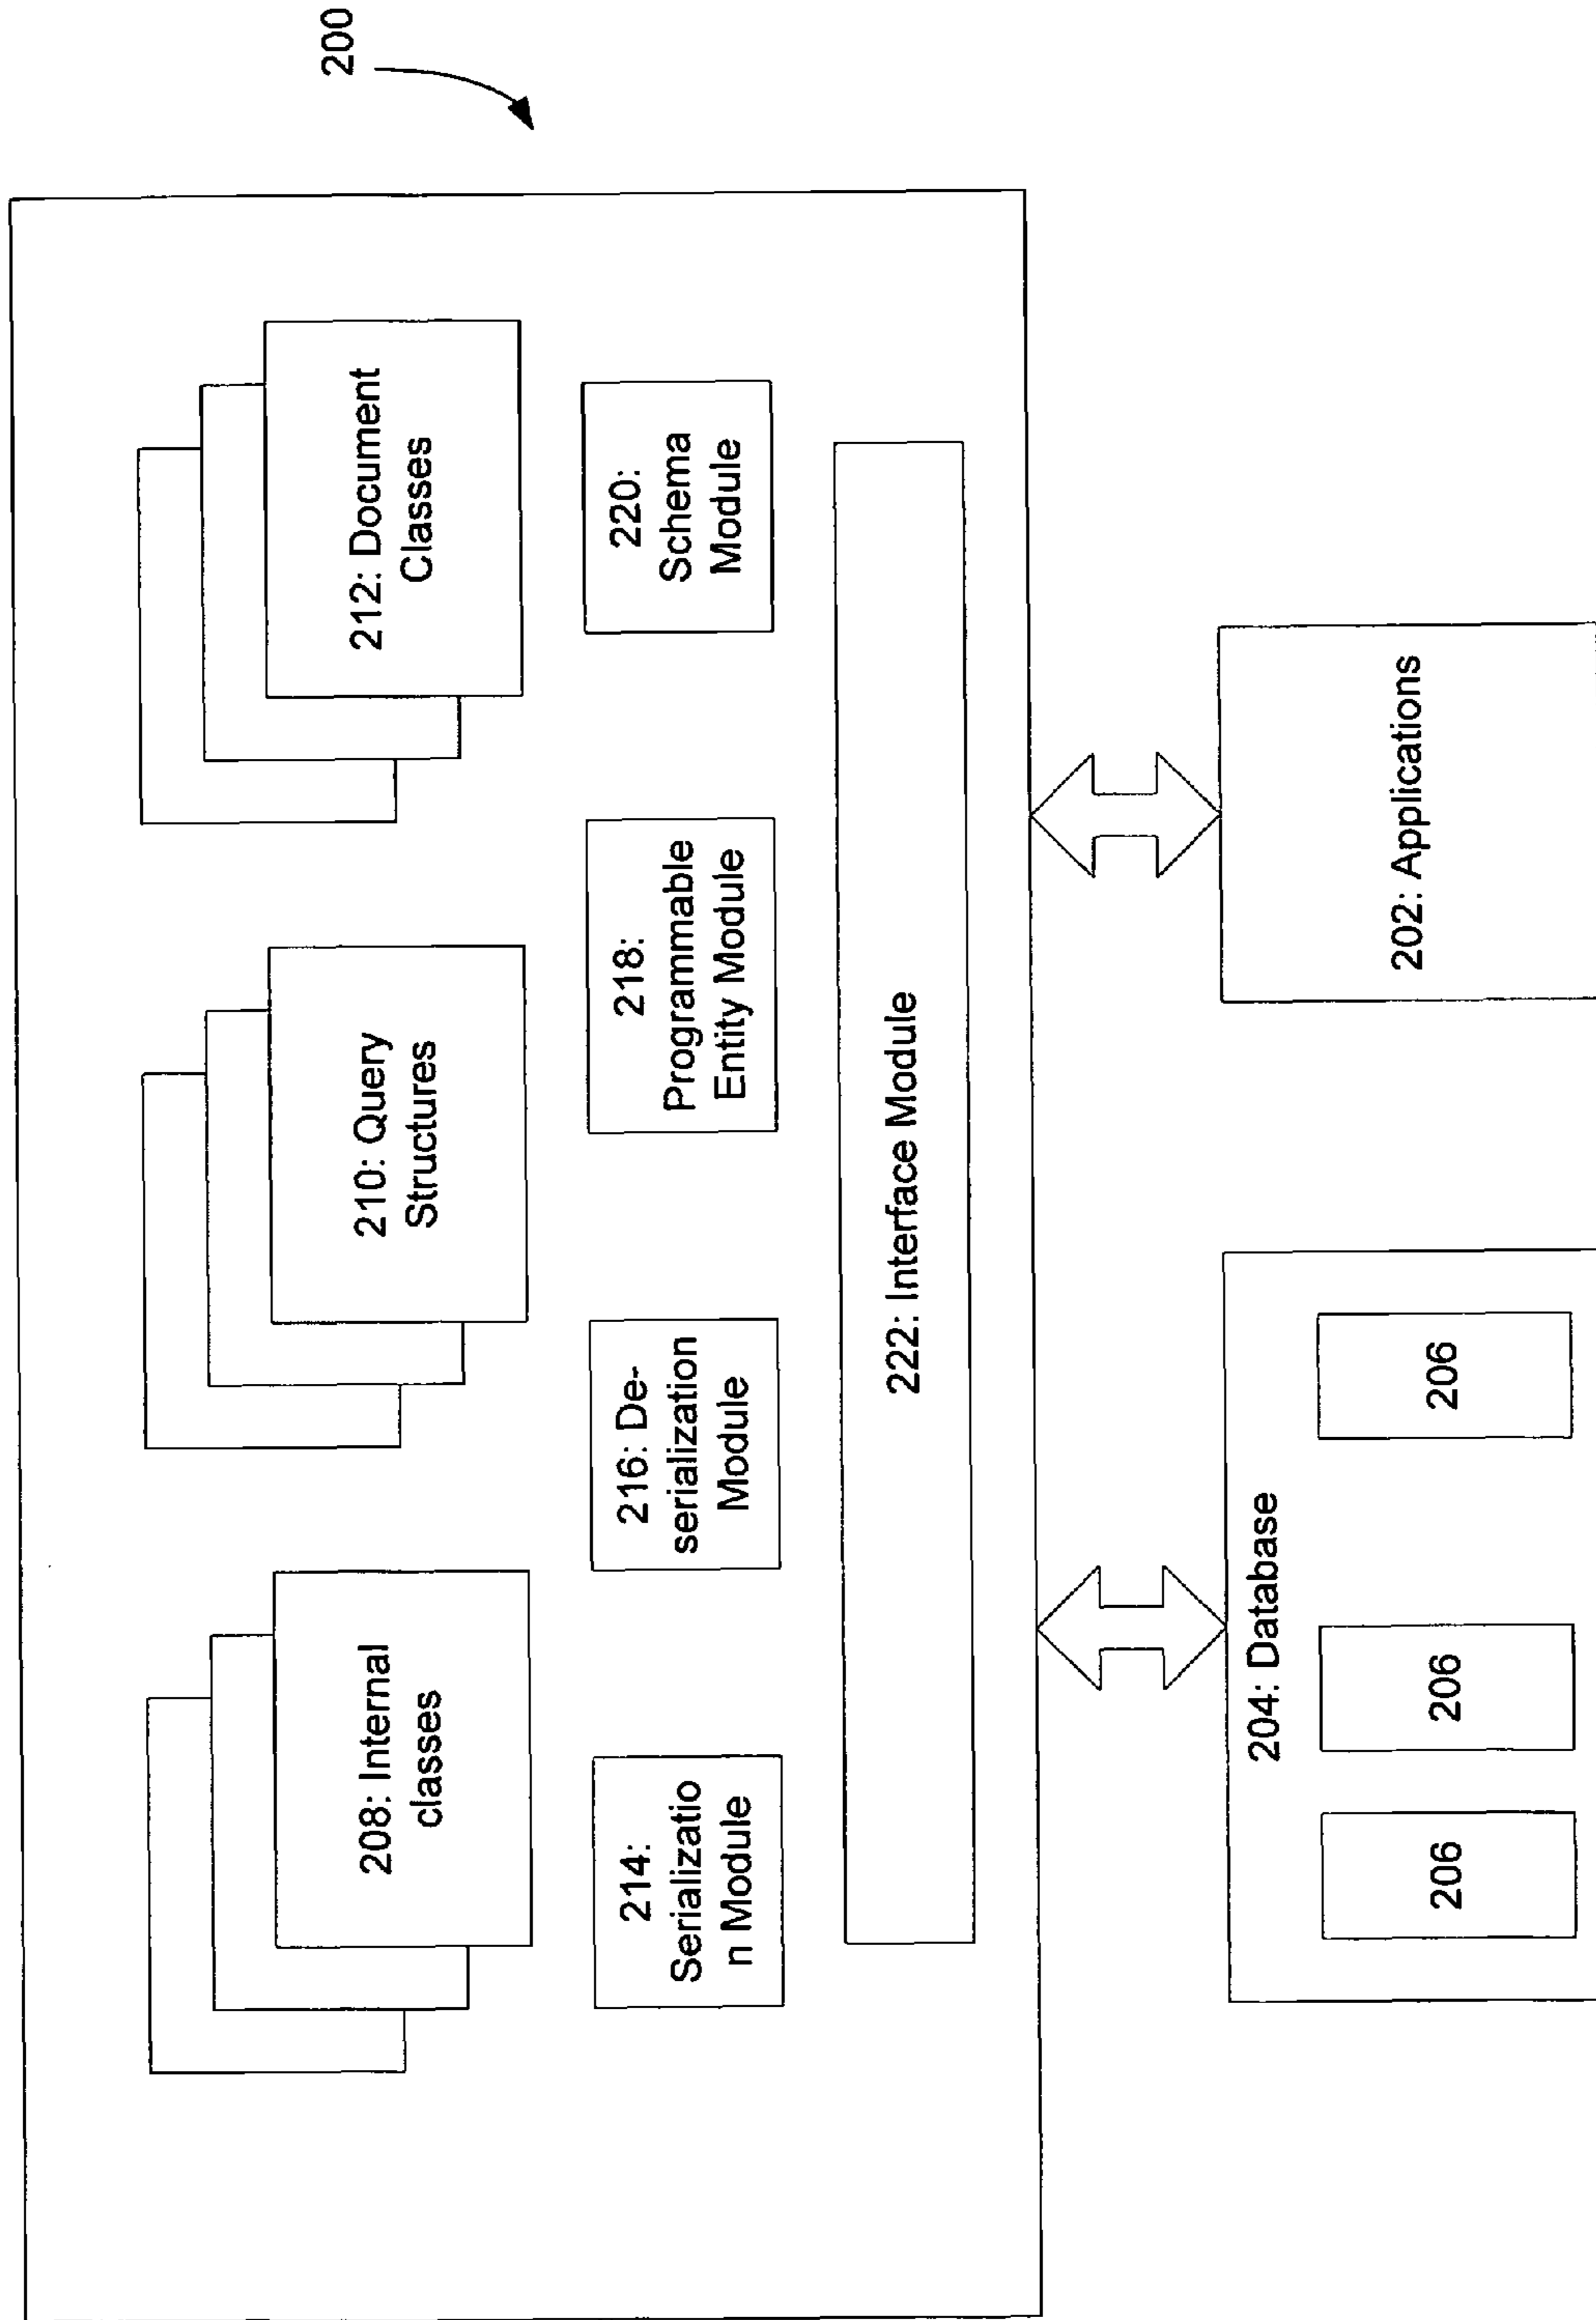 200
208: Internal
classes
210: Query
Structures
212: Document
Classes
214:
Serializatio
n Module
216: De-
serialization
Module
218:
Programmable
Entity Module
220:
Schema
Module
222: Interface Module
204: Database
206
206
206
202: Applications